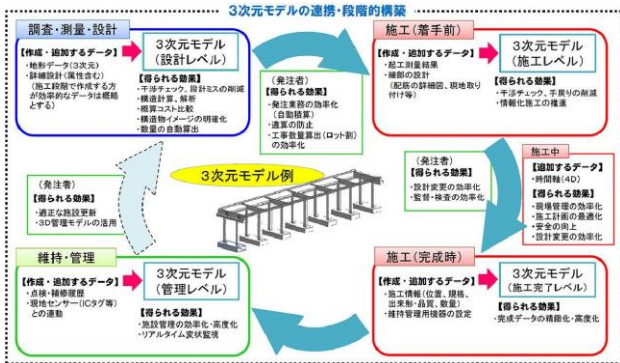 3次元モデルの連携・段階的構築
調査・測量・設計
【作成・追加するデータ】
・地形データ(3次元)
・詳細設計(属性含む)
(施工段階で作成する方
が効率的なデータは概略
とする)
3次元モデル
(設計レベル)
【得られる効果】
・干渉チェック、設計ミスの削減
・構造計算、解析
・概算コスト比較
・構造物イメージの明確化
・数量の自動算出
(発注者)
【得られる効果】
・発注業務の効率化
(自動積算)
・違算の防止
・工事数量算出(ロット割)
の効率化
施工(着手前)
【作成・追加するデータ】
・起工測量結果
・細部の設計
(配筋の詳細図、現地取り
付け等)
3次元モデル
(施工レベル)
【得られる効果】
・干渉チェック、手戻りの削減
・情報化施工の推進
(発注者)
【得られる効果】
・設計変更の効率化
・監督・検査の効率化
施工中
【追加するデータ】
・時間軸(4D)
【得られる効果】
・現場管理の効率化
・施工計画の最適化
・安全の向上
・設計変更の効率化
3次元モデル例
(発注者)
【得られる効果】
・適正な施設更新
・3D管理モデルの活用
維持・管理
【作成・追加するデータ】
・点検・補修履歴
・現地センサー(ICタグ等)
との連動
3次元モデル
(管理レベル)
【得られる効果】
・施設管理の効率化・高度化
・リアルタイム変状監視
施工(完成時)
【作成・追加するデータ】
・施工情報(位置、規格、
出来形・品質、数量)
・維持管理用機器の設定
3次元モデル
(施工完了レベル)
【得られる効果】
・完成データの精緻化・高度化